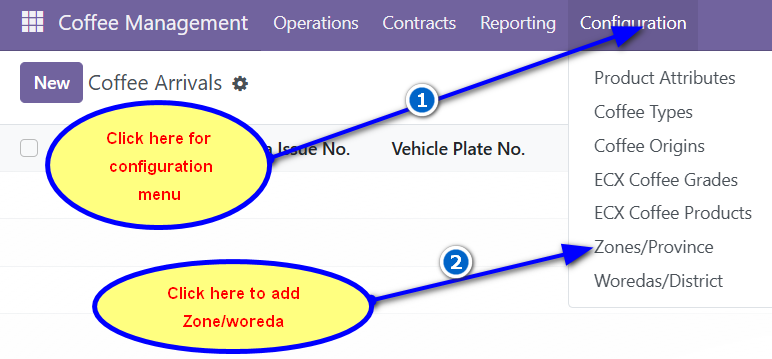 Coffee Management Operations Contracts Reporting Configuration
New Coffee Arrivals
Product Attributes
Coffee Types
Coffee Origins
ECX Coffee Grades
ECX Coffee Products
Zones/Province
Woredas/District
1
Click here for
configuration
menu
Issue No. Vehicle Plate No.
2
Click here to add
Zone/woreda